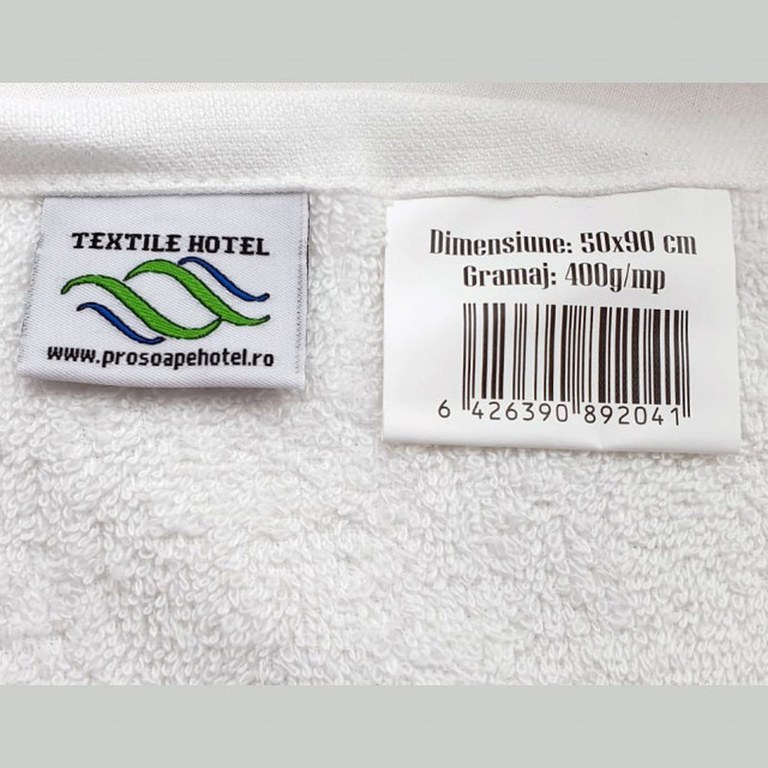 TEXTILE HOTEL
www.prosoapehotel.ro
Dimensiune: 50x90 cm
Gramaj: 400g/mp
6 426390 892041